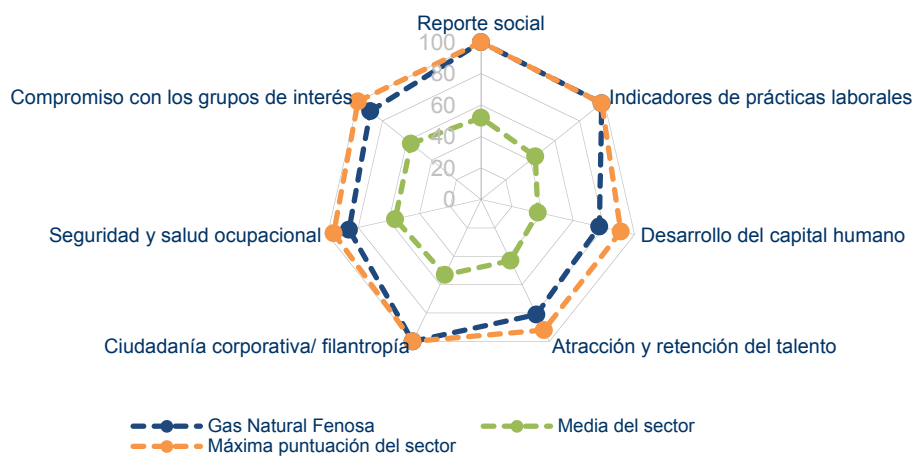 Reporte social
100
80
60
40
20
0
Compromiso con los grupos de interés
Indicadores de prácticas laborales
Seguridad y salud ocupacional
Desarrollo del capital humano
Ciudadanía corporativa/ filantropía
Atracción y retención del talento
Gas Natural Fenosa
Media del sector
Máxima puntuación del sector